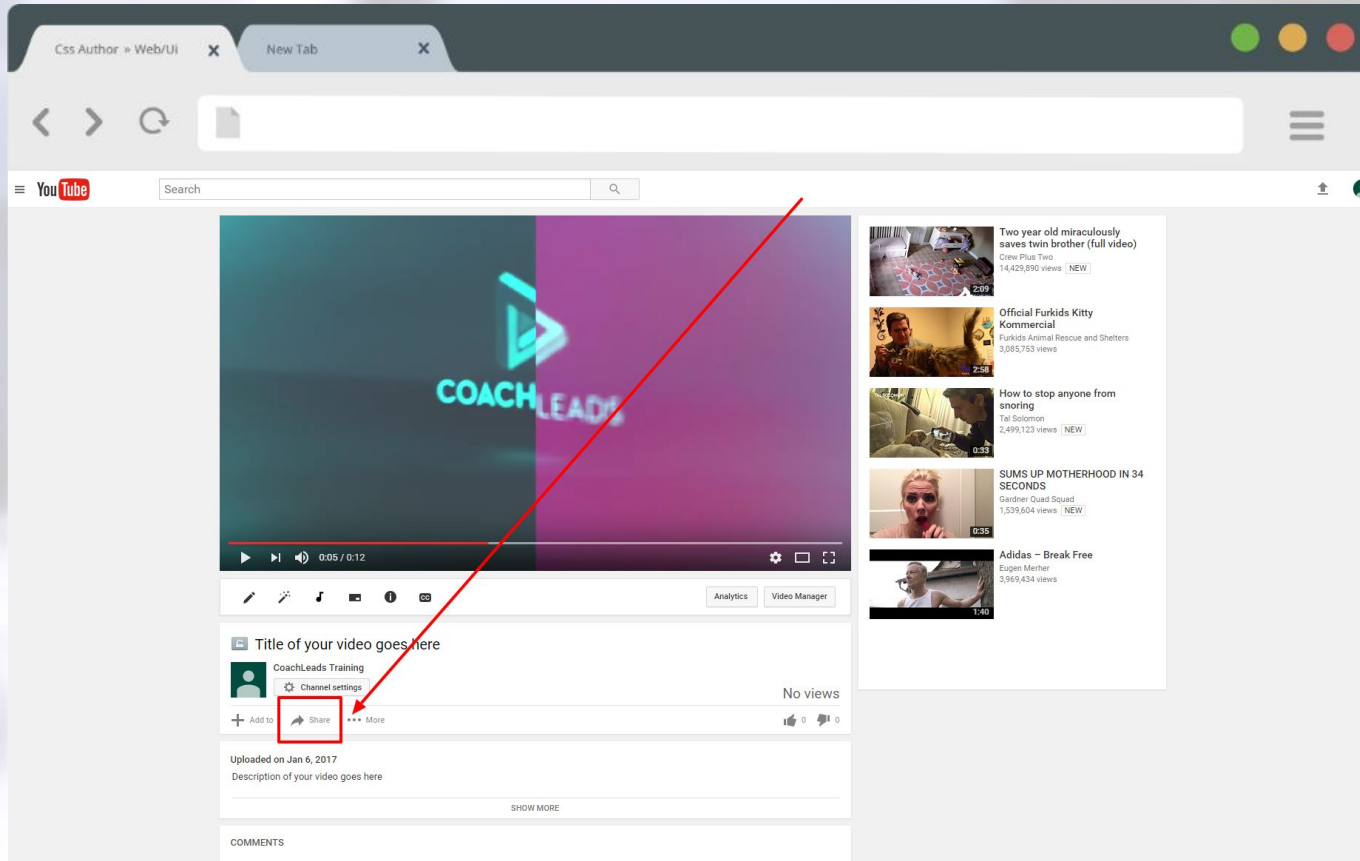 Css Author » Web/Ui
New Tab
YouTube
Search
COACHLEADS
0:05 / 0:12
CC
Analytics
Video Manager
Title of your video goes here
CoachLeads Training
Channel settings
No views
Add to
Share
More
0
0
Uploaded on Jan 6, 2017
Description of your video goes here
SHOW MORE
COMMENTS
2:09
Two year old miraculously
saves twin brother (full video)
Crew Plus Two
14,429,890 views NEW
2:58
Official Furkids Kitty
Kommercial
Furkids Animal Rescue and Shelters
3,085,753 views
0:33
How to stop anyone from
snoring
Tal Solomon
2,499,123 views NEW
0:35
SUMS UP MOTHERHOOD IN 34
SECONDS
Gardner Quad Squad
1,539,604 views NEW
1:40
Adidas – Break Free
Eugen Merher
3,969,434 views